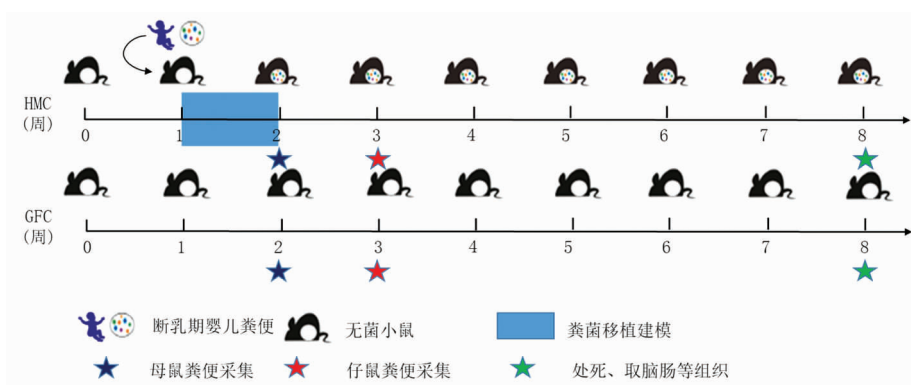 HMC
(周)
0 1 2 3 4 5 6 7 8
GFC
(周)
0 1 2 3 4 5 6 7 8
断乳期婴儿粪便 无菌小鼠 粪菌移植建模
母鼠粪便采集 仔鼠粪便采集 处死、取脑肠等组织